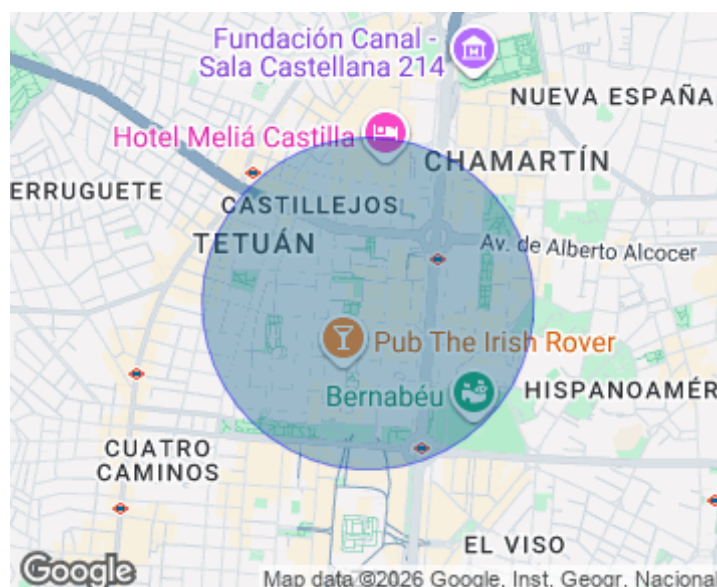 Fundación Canal -
Sala Castellana 214
NUEVA ESPAÑA
Hotel Meliá Castilla
CHAMARTÍN
ERRUGUETE
CASTILLEJOS
TETUÁN
Av. de Alberto Alcocer
Pub The Irish Rover
Bernabéu
HISPANOAMÉR
CUATRO
CAMINOS
EL VISO
Google
Map data ©2026 Google, Inst. Geogr. Nacional